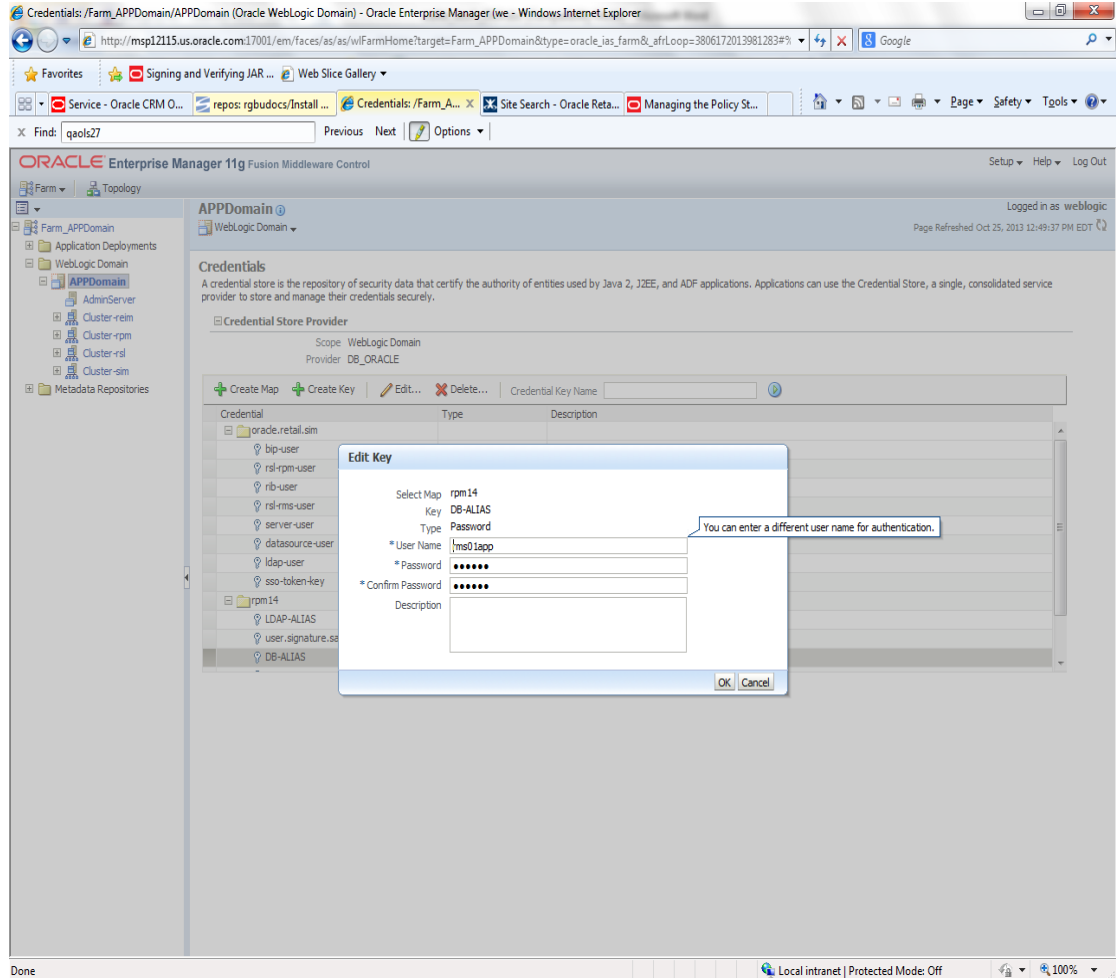 Credentials: /Farm_APPDomain/APPDomain (Oracle WebLogic Domain) - Oracle Enterprise Manager (we - Windows Internet Explorer
http://msp12115.us.oracle.com:17001/em/faces/as/as/wlFarmHome?target=Farm_APPDomain&type=oracle_ias_farm&_afrLoop=3806172013981283#%
Google
Favorites Signing and Verifying JAR ... Web Slice Gallery
Service - Oracle CRM O... repos: rgbudocs/Install ... Credentials: /Farm_A... X Site Search - Oracle Reta... Managing the Policy St... Page Safety Tools
X Find: qaols27 Previous Next Options
ORACLE Enterprise Manager 11g Fusion Middleware Control Setup Help Log Out
Farm Topology
APPDomain Logged in as weblogic
WebLogic Domain Page Refreshed Oct 25, 2013 12:49:37 PM EDT
Farm_APPDomain
Application Deployments
WebLogic Domain
APPDomain
AdminServer
Cluster-reim
Cluster-rpm
Cluster-rsl
Cluster-sim
Metadata Repositories
Credentials
A credential store is the repository of security data that certify the authority of entities used by Java 2, J2EE, and ADF applications. Applications can use the Credential Store, a single, consolidated service
provider to store and manage their credentials securely.
Credential Store Provider
Scope WebLogic Domain
Provider DB_ORACLE
Create Map Create Key Edit... Delete... Credential Key Name
Credential Type Description
oracle.retail.sim
bip-user
rsl-rpm-user
rib-user
rsl-rms-user
server-user
datasource-user
ldap-user
sso-token-key
rpm14
LDAP-ALIAS
user.signature.sa
DB-ALIAS
Edit Key
Select Map rpm14
Key DB-ALIAS
Type Password
You can enter a different user name for authentication.
* User Name rms01app
* Password ●●●●●●
* Confirm Password ●●●●●●
Description
OK Cancel
Done Local intranet | Protected Mode: Off 100%